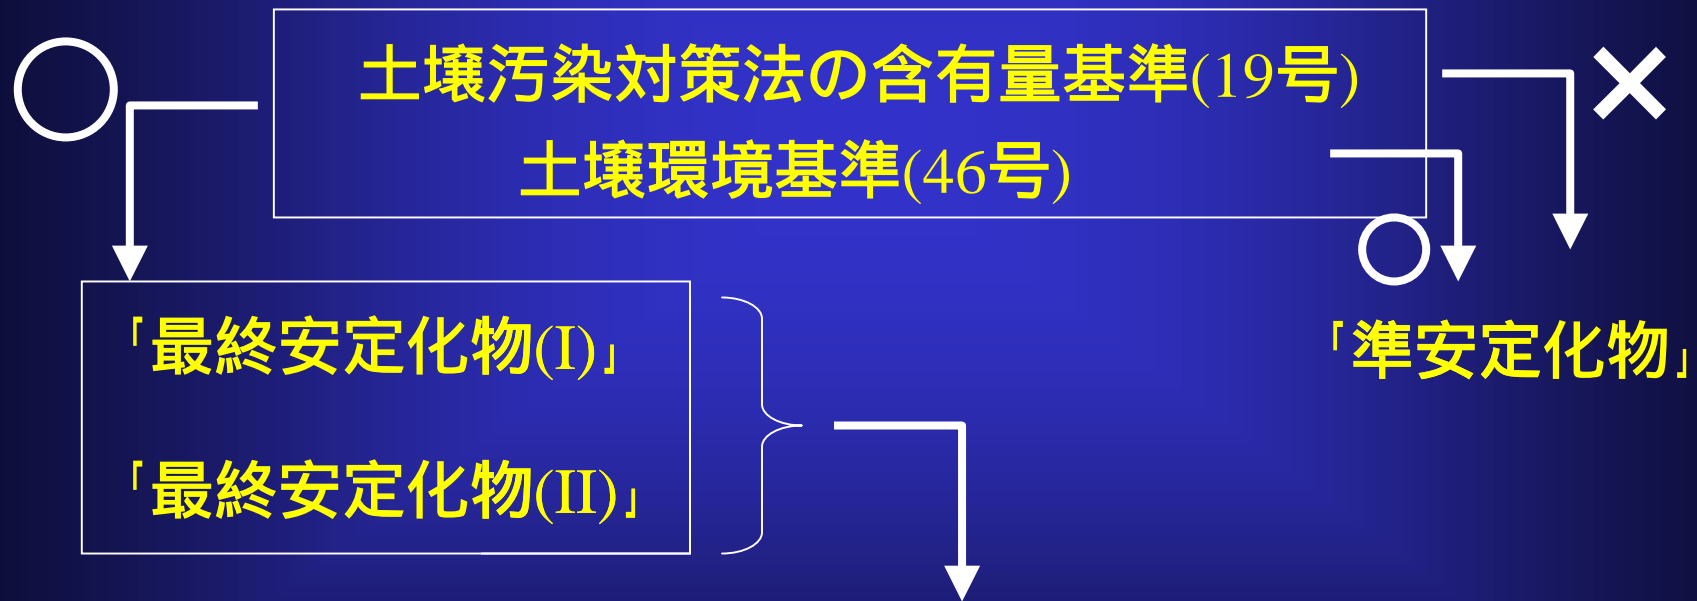 土壌汚染対策法の含有量基準(19号)
土壌環境基準(46号)
「最終安定化物(I)」
「準安定化物」
「最終安定化物(II)」